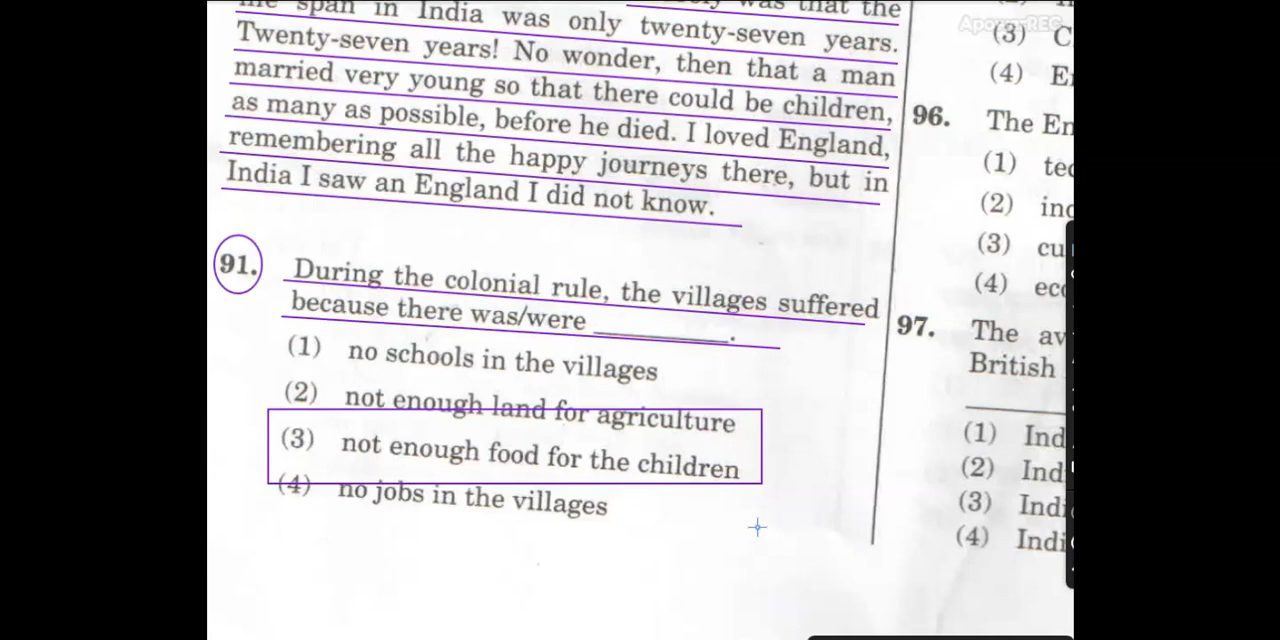 span in India was only twenty-seven years.
Twenty-seven years! No wonder, then that a man
married very young so that there could be children,
as many as possible, before he died. I loved England,
remembering all the happy journeys there, but in
India I saw an England I did not know.
91. During the colonial rule, the villages suffered
because there was/were ________.
(1) no schools in the villages
(2) not enough land for agriculture
(3) not enough food for the children
(4) no jobs in the villages
(3) C
(4) E
96. The En
(1) tec
(2) inc
(3) cu
(4) eco
97. The av
British
(1) Ind
(2) Ind
(3) Indi
(4) Indi